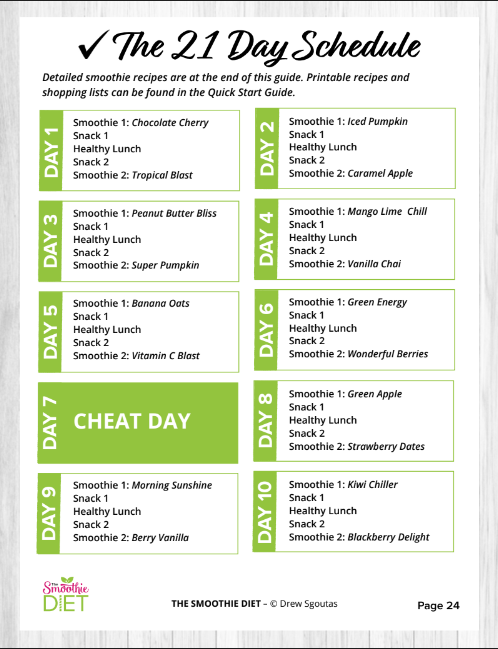 ✓ The 21 Day Schedule
Detailed smoothie recipes are at the end of this guide. Printable recipes and
shopping lists can be found in the Quick Start Guide.
DAY 1
Smoothie 1: Chocolate Cherry
Snack 1
Healthy Lunch
Snack 2
Smoothie 2: Tropical Blast
DAY 2
Smoothie 1: Iced Pumpkin
Snack 1
Healthy Lunch
Snack 2
Smoothie 2: Caramel Apple
DAY 3
Smoothie 1: Peanut Butter Bliss
Snack 1
Healthy Lunch
Snack 2
Smoothie 2: Super Pumpkin
DAY 4
Smoothie 1: Mango Lime Chill
Snack 1
Healthy Lunch
Snack 2
Smoothie 2: Vanilla Chai
DAY 5
Smoothie 1: Banana Oats
Snack 1
Healthy Lunch
Snack 2
Smoothie 2: Vitamin C Blast
DAY 6
Smoothie 1: Green Energy
Snack 1
Healthy Lunch
Snack 2
Smoothie 2: Wonderful Berries
DAY 7
CHEAT DAY
DAY 8
Smoothie 1: Green Apple
Snack 1
Healthy Lunch
Snack 2
Smoothie 2: Strawberry Dates
DAY 9
Smoothie 1: Morning Sunshine
Snack 1
Healthy Lunch
Snack 2
Smoothie 2: Berry Vanilla
DAY 10
Smoothie 1: Kiwi Chiller
Snack 1
Healthy Lunch
Snack 2
Smoothie 2: Blackberry Delight
The
Smoothie
DIET
THE SMOOTHIE DIET – © Drew Sgoutas
Page 24